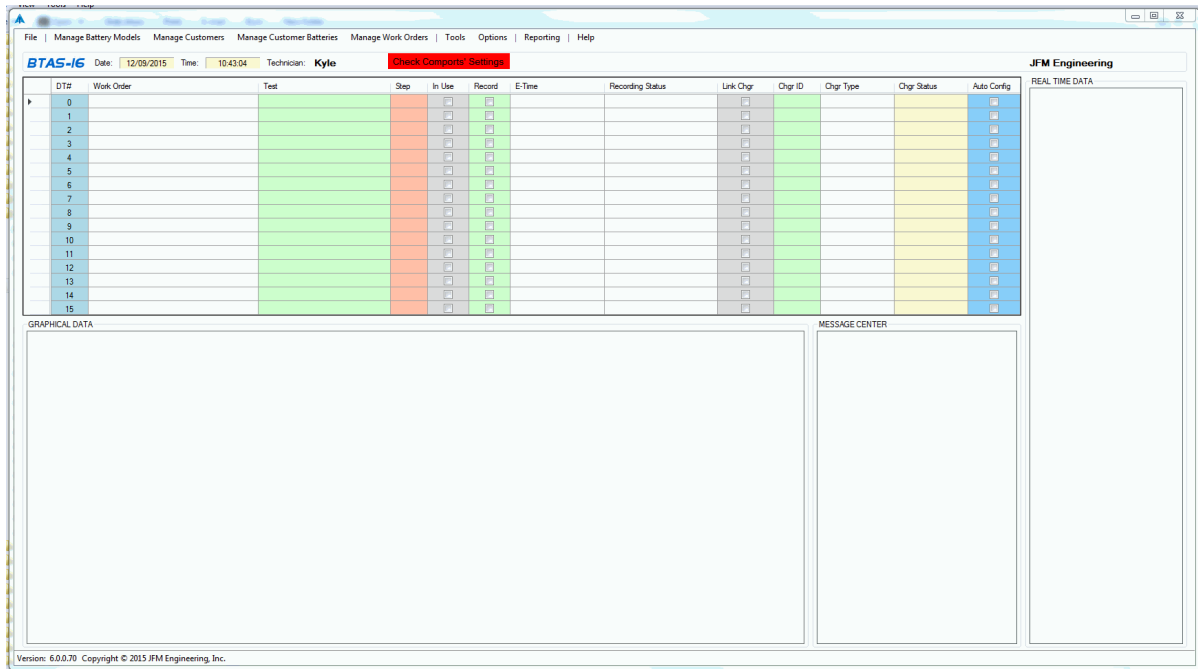 View Tools Help
File | Manage Battery Models Manage Customers Manage Customer Batteries Manage Work Orders | Tools Options | Reporting | Help
BTAS-16 Date: 12/09/2015 Time: 10:43:04 Technician: Kyle Check Comports' Settings JFM Engineering
DT# Work Order Test Step In Use Record E-Time Recording Status Link Chgr Chgr ID Chgr Type Chgr Status Auto Config REAL TIME DATA
0
1
2
3
4
5
6
7
8
9
10
11
12
13
14
15
GRAPHICAL DATA MESSAGE CENTER
Version: 6.0.0.70 Copyright © 2015 JFM Engineering, Inc.